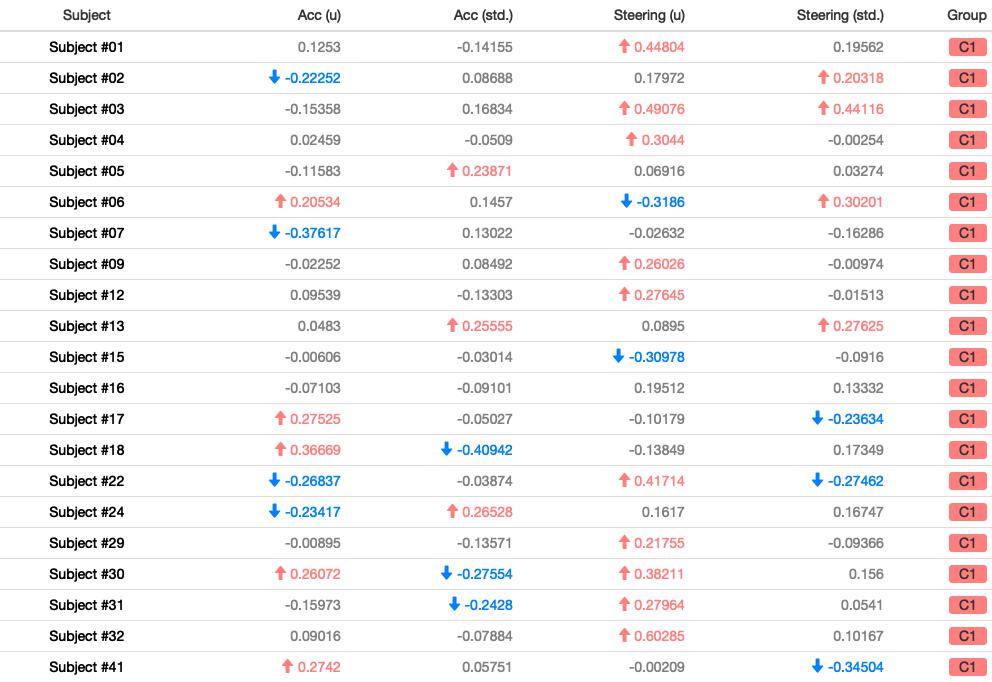 Subject Acc (u) Acc (std.) Steering (u) Steering (std.) Group
Subject #01 0.1253 -0.14155 0.44804 0.19562 C1
Subject #02 -0.22252 0.08688 0.17972 0.20318 C1
Subject #03 -0.15358 0.16834 0.49076 0.44116 C1
Subject #04 0.02459 -0.0509 0.3044 -0.00254 C1
Subject #05 -0.11583 0.23871 0.06916 0.03274 C1
Subject #06 0.20534 0.1457 -0.3186 0.30201 C1
Subject #07 -0.37617 0.13022 -0.02632 -0.16286 C1
Subject #09 -0.02252 0.08492 0.26026 -0.00974 C1
Subject #12 0.09539 -0.13303 0.27645 -0.01513 C1
Subject #13 0.0483 0.25555 0.0895 0.27625 C1
Subject #15 -0.00606 -0.03014 -0.30978 -0.0916 C1
Subject #16 -0.07103 -0.09101 0.19512 0.13332 C1
Subject #17 0.27525 -0.05027 -0.10179 -0.23634 C1
Subject #18 0.36669 -0.40942 -0.13849 0.17349 C1
Subject #22 -0.26837 -0.03874 0.41714 -0.27462 C1
Subject #24 -0.23417 0.26528 0.1617 0.16747 C1
Subject #29 -0.00895 -0.13571 0.21755 -0.09366 C1
Subject #30 0.26072 -0.27554 0.38211 0.156 C1
Subject #31 -0.15973 -0.2428 0.27964 0.0541 C1
Subject #32 0.09016 -0.07884 0.60285 0.10167 C1
Subject #41 0.2742 0.05751 -0.00209 -0.34504 C1